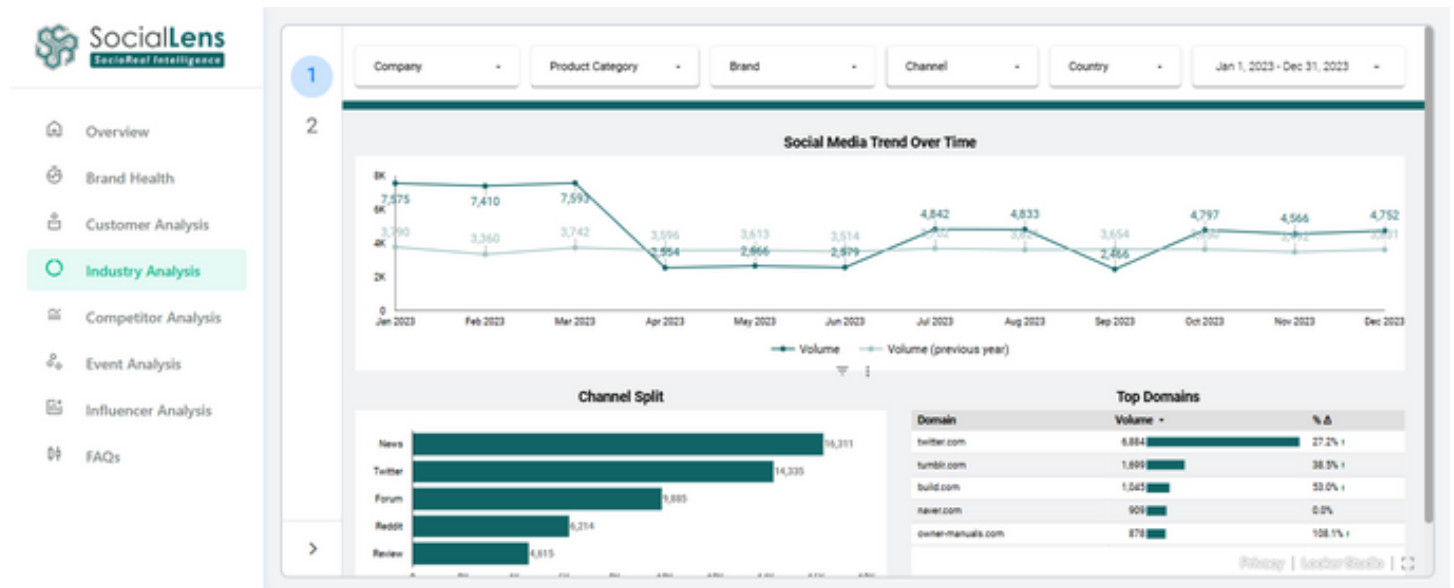 SocialLens
SocioReal Intelligence
Overview
Brand Health
Customer Analysis
Industry Analysis
Competitor Analysis
Event Analysis
Influencer Analysis
FAQs
1
2
Company Product Category Brand Channel Country Jan 1, 2023 - Dec 31, 2023
Social Media Trend Over Time
8K
6K
4K
2K
0
7,575 7,410 7,593 2,554 2,666 2,579 4,842 4,833 2,466 4,797 4,566 4,752
3,790 3,360 3,742 3,596 3,613 3,514 3,654
Jan 2023 Feb 2023 Mar 2023 Apr 2023 May 2023 Jun 2023 Jul 2023 Aug 2023 Sep 2023 Oct 2023 Nov 2023 Dec 2023
Volume Volume (previous year)
Channel Split
News 16,311
Twitter 14,335
Forum 9,885
Reddit 6,214
Review 4,615
Top Domains
Domain Volume % Δ
twitter.com 6,884 27.2%
tumblr.com 1,699 38.5%
build.com 1,045 53.0%
naver.com 909 0.0%
owner-manuals.com 878 108.1%
Privacy | Looker Studio |